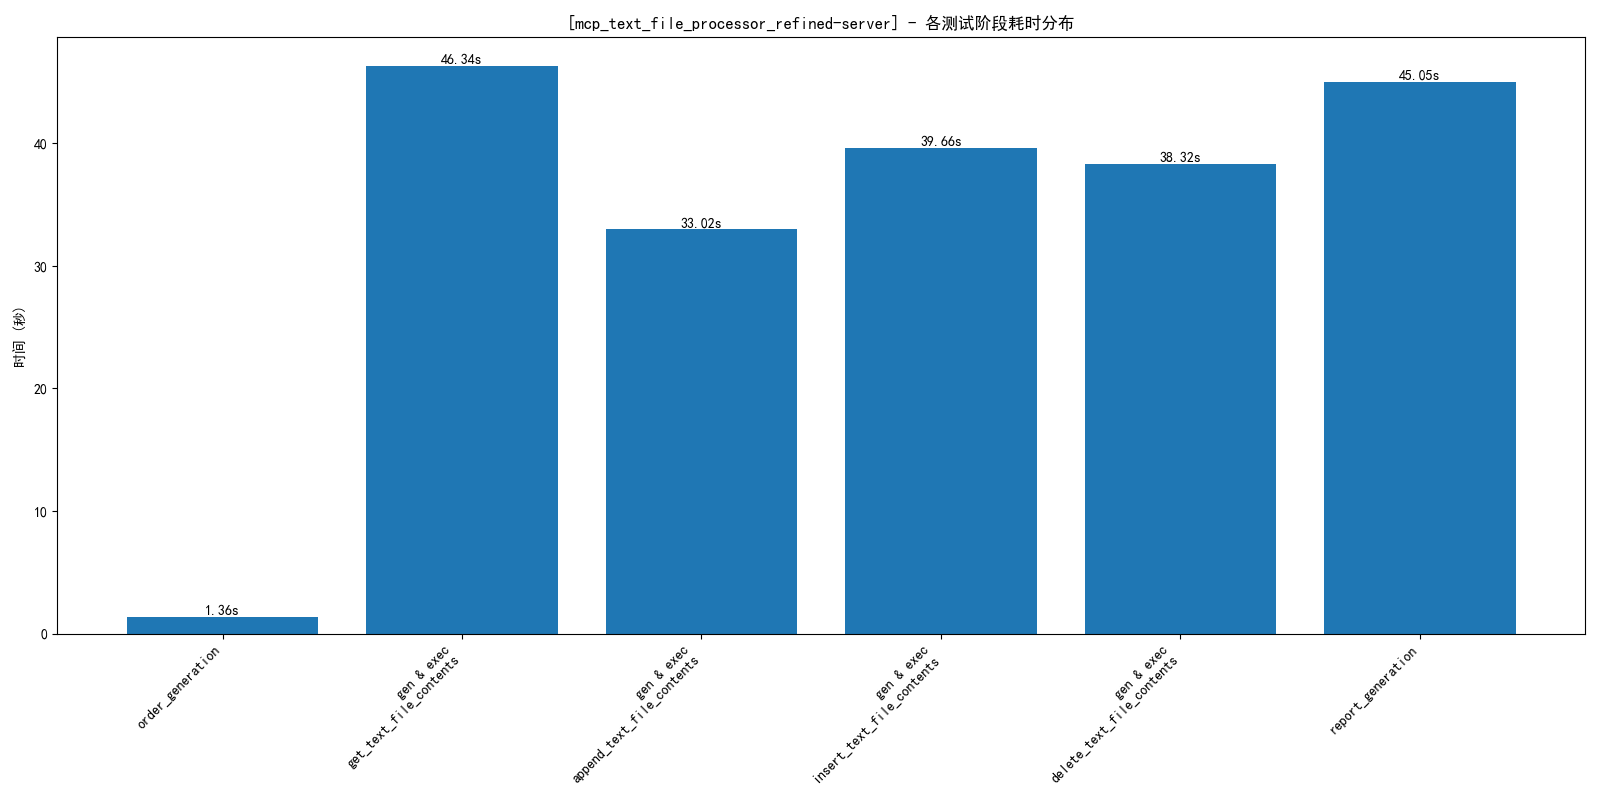 [mcp_text_file_processor_refined-server] - 各测试阶段耗时分布
时间 (秒)
40
30
20
10
0
1.36s
46.34s
33.02s
39.66s
38.32s
45.05s
order_generation
gen & exec
get_text_file_contents
gen & exec
append_text_file_contents
gen & exec
insert_text_file_contents
gen & exec
delete_text_file_contents
report_generation